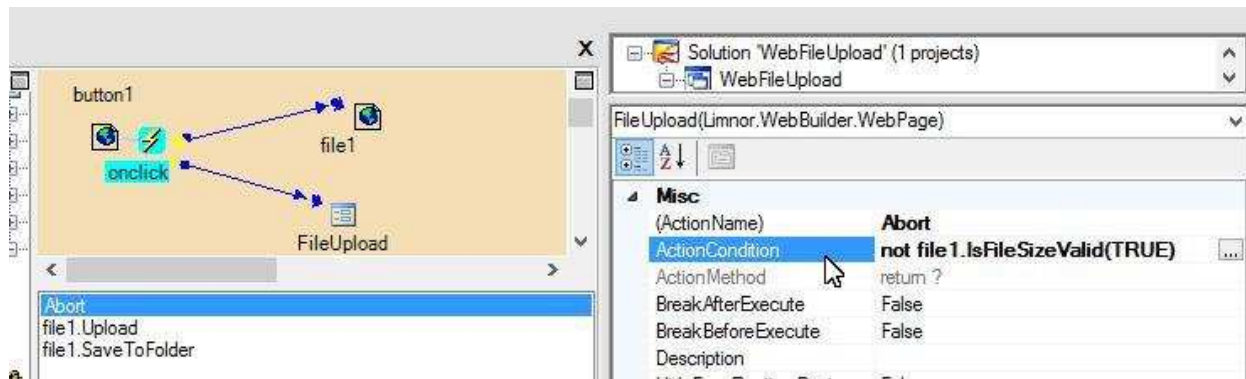 X
button1
file1
onclick
FileUpload
Abort
file1.Upload
file1.SaveToFolder
Solution 'WebFileUpload' (1 projects)
WebFileUpload
FileUpload(Limnor.WebBuilder.WebPage)
Misc
(ActionName) Abort
ActionCondition not file1.IsFileSizeValid(TRUE) ...
ActionMethod return ?
BreakAfterExecute False
BreakBeforeExecute False
Description